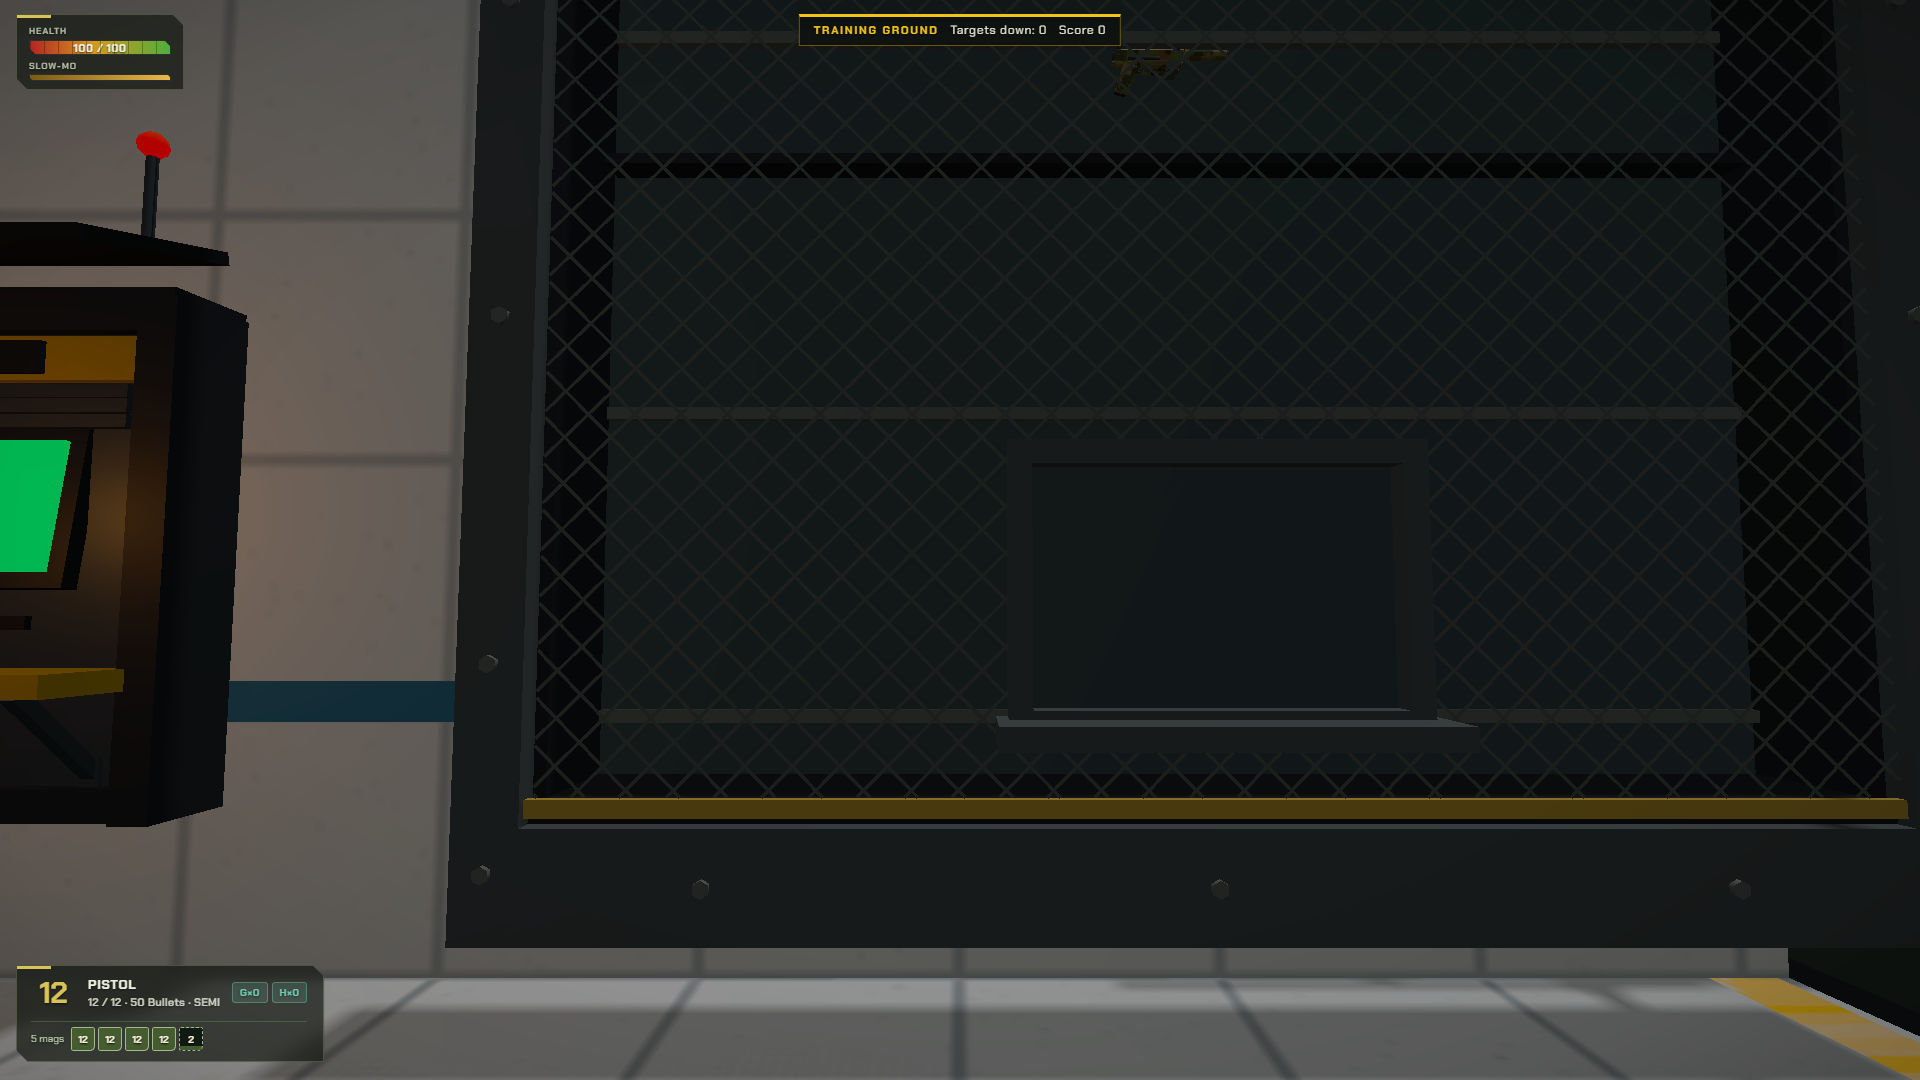 HEALTH
100 / 100
SLOW-MO
TRAINING GROUND Targets down: 0 Score 0
12 PISTOL
12 / 12 · 50 Bullets · SEMI
G×0 H×0
5 mags 12 12 12 12 2